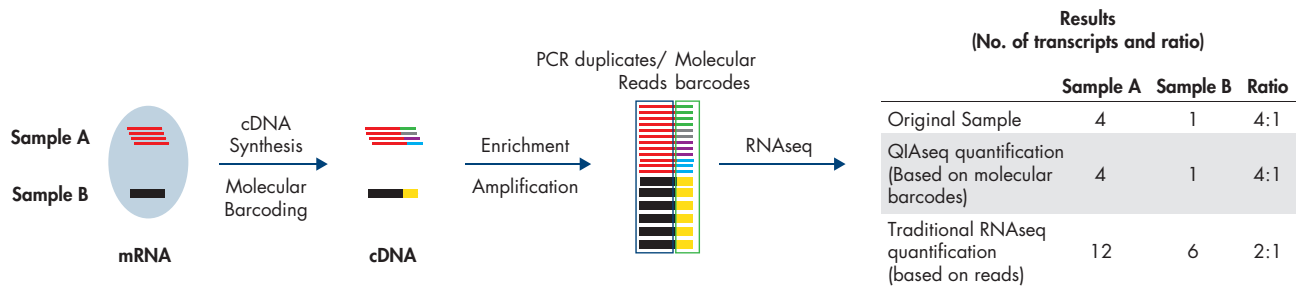 Results
(No. of transcripts and ratio)
PCR duplicates/ Molecular
Reads barcodes
Sample A Sample B Ratio
Sample A
cDNA
Synthesis
Molecular
Barcoding
Enrichment
Amplification
RNAseq
Sample B
mRNA
cDNA
Original Sample 4 1 4:1
QIAseq quantification
(Based on molecular
barcodes)
4 1 4:1
Traditional RNAseq
quantification
(based on reads)
12 6 2:1